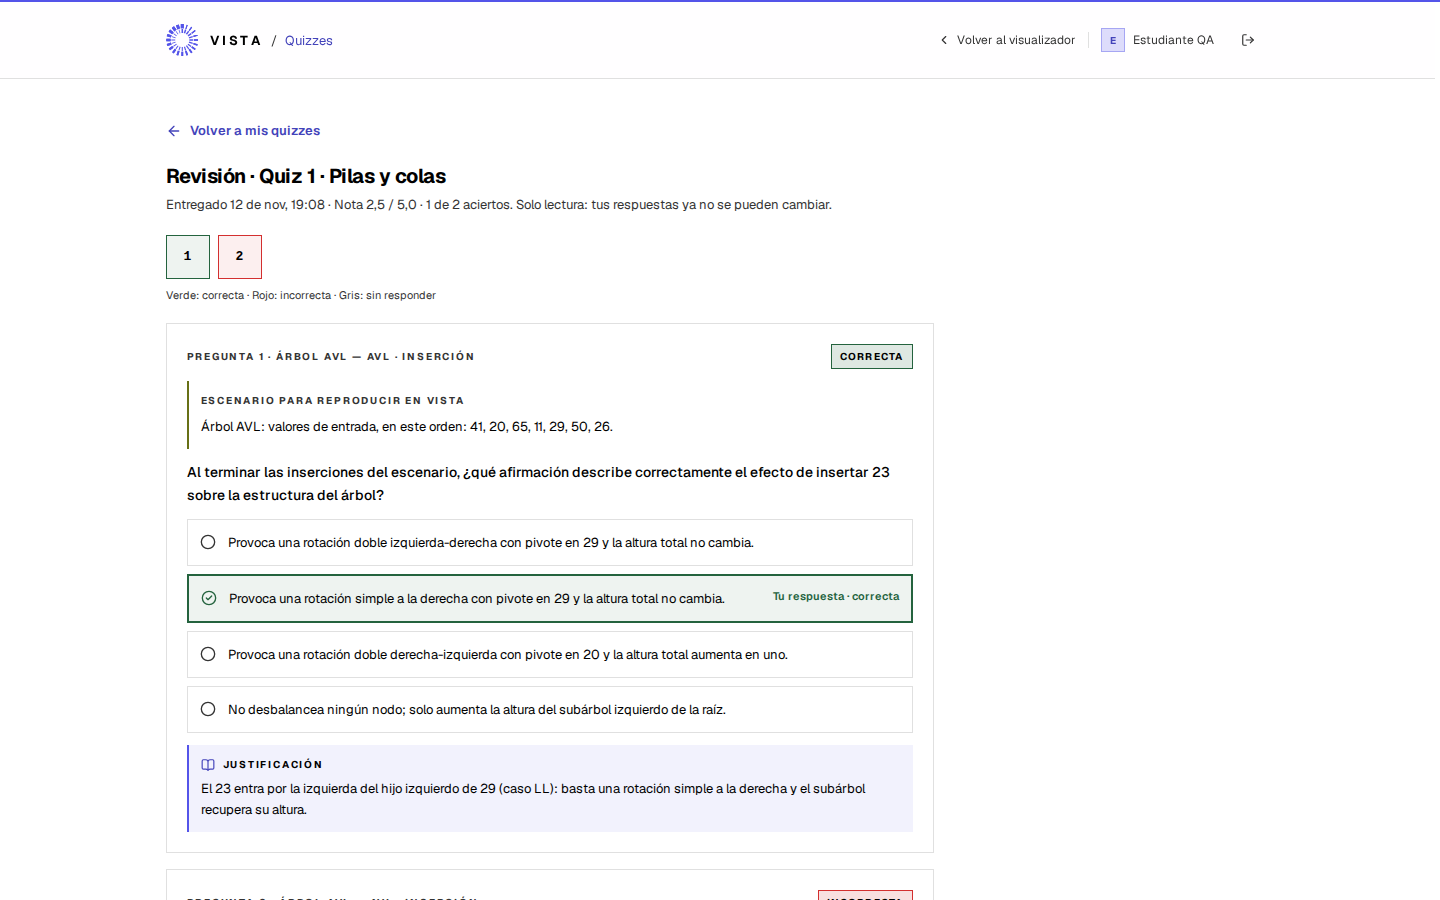 VISTA / Quizzes
Volver al visualizador
E
Estudiante QA
Volver a mis quizzes
Revisión · Quiz 1 · Pilas y colas
Entregado 12 de nov, 19:08 · Nota 2,5 / 5,0 · 1 de 2 aciertos. Solo lectura: tus respuestas ya no se pueden cambiar.
1 2
Verde: correcta · Rojo: incorrecta · Gris: sin responder
PREGUNTA 1 · ÁRBOL AVL — AVL · INSERCIÓN
CORRECTA
ESCENARIO PARA REPRODUCIR EN VISTA
Árbol AVL: valores de entrada, en este orden: 41, 20, 65, 11, 29, 50, 26.
Al terminar las inserciones del escenario, ¿qué afirmación describe correctamente el efecto de insertar 23
sobre la estructura del árbol?
Provoca una rotación doble izquierda-derecha con pivote en 29 y la altura total no cambia.
Provoca una rotación simple a la derecha con pivote en 29 y la altura total no cambia.
Tu respuesta · correcta
Provoca una rotación doble derecha-izquierda con pivote en 20 y la altura total aumenta en uno.
No desbalancea ningún nodo; solo aumenta la altura del subárbol izquierdo de la raíz.
JUSTIFICACIÓN
El 23 entra por la izquierda del hijo izquierdo de 29 (caso LL): basta una rotación simple a la derecha y el subárbol
recupera su altura.